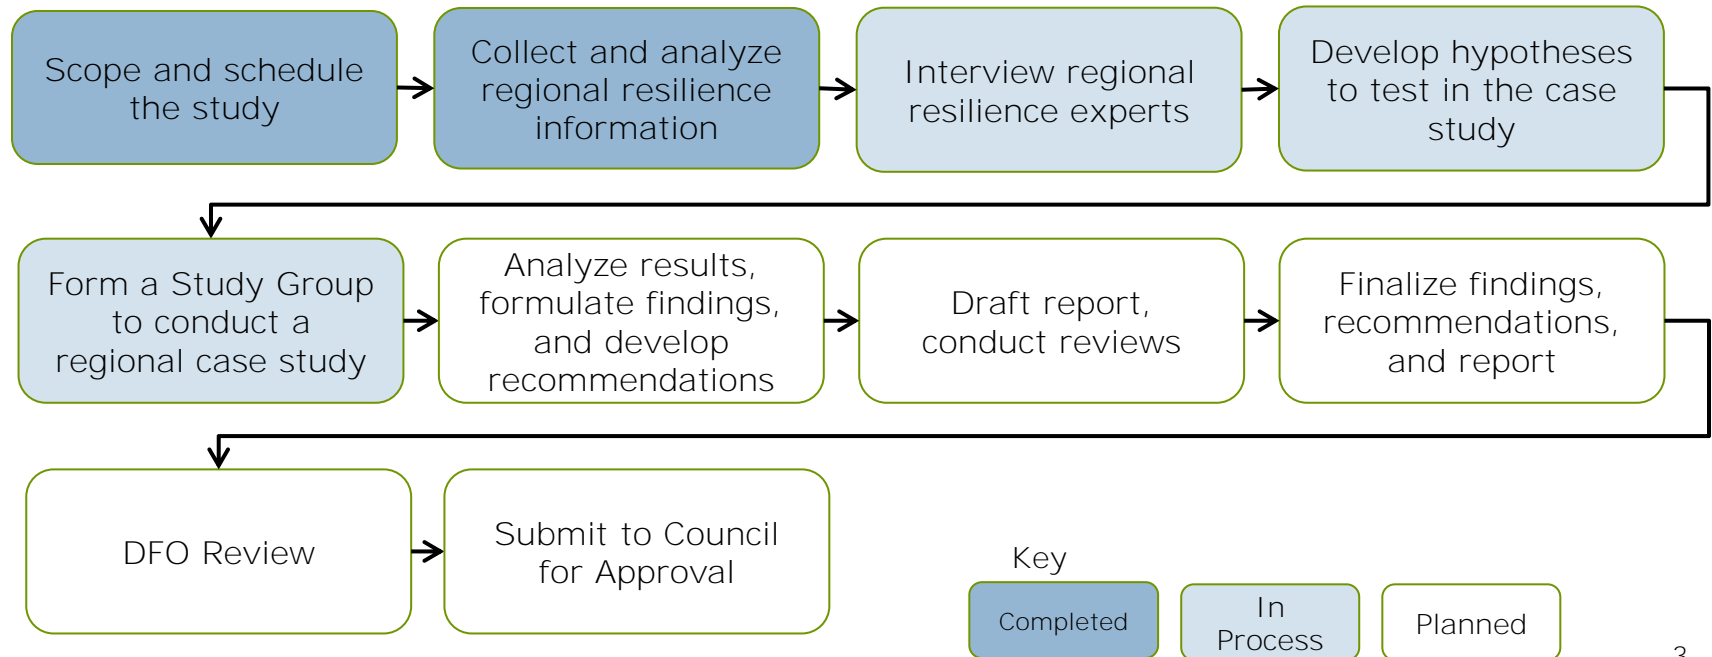 Scope and schedule
the study
Collect and analyze
regional resilience
information
Interview regional
resilience experts
Develop hypotheses
to test in the case
study
Form a Study Group
to conduct a
regional case study
Analyze results,
formulate findings,
and develop
recommendations
Draft report,
conduct reviews
Finalize findings,
recommendations,
and report
DFO Review
Submit to Council
for Approval
Key
Completed
In
Process
Planned
3